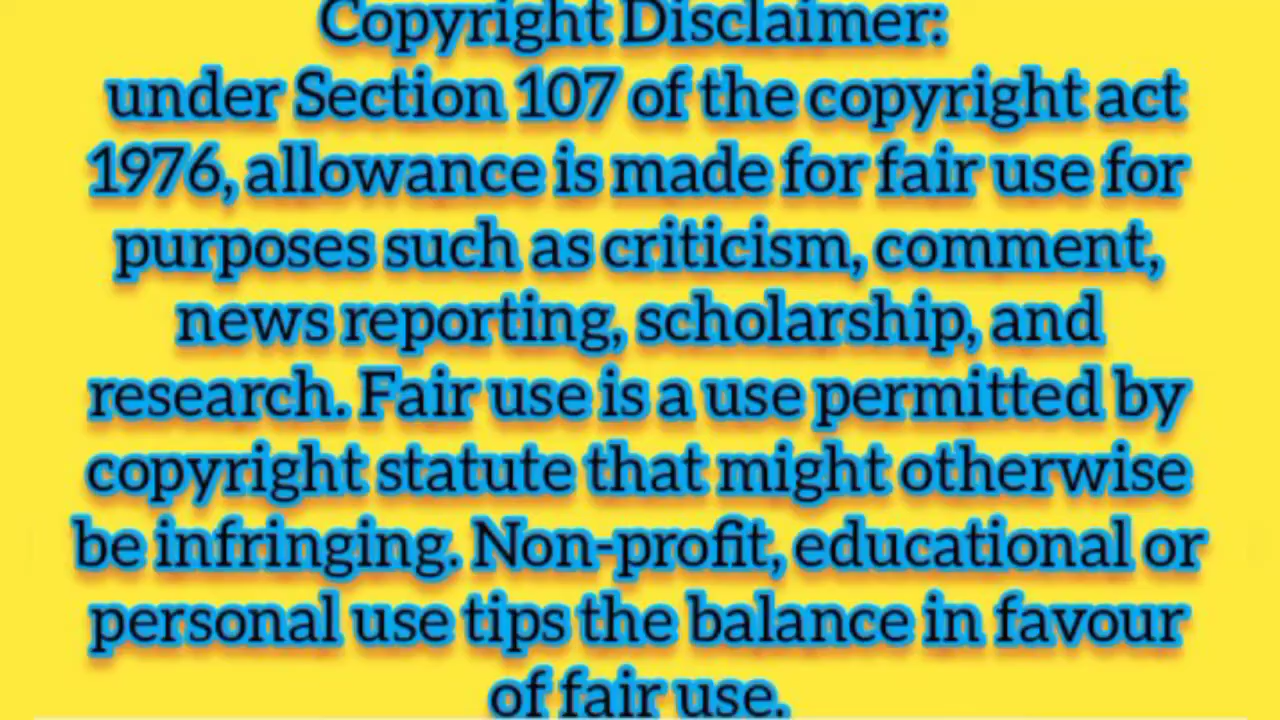 Copyright Disclaimer:
under Section 107 of the copyright act
1976, allowance is made for fair use for
purposes such as criticism, comment,
news reporting, scholarship, and
research. Fair use is a use permitted by
copyright statute that might otherwise
be infringing. Non-profit, educational or
personal use tips the balance in favour
of fair use.